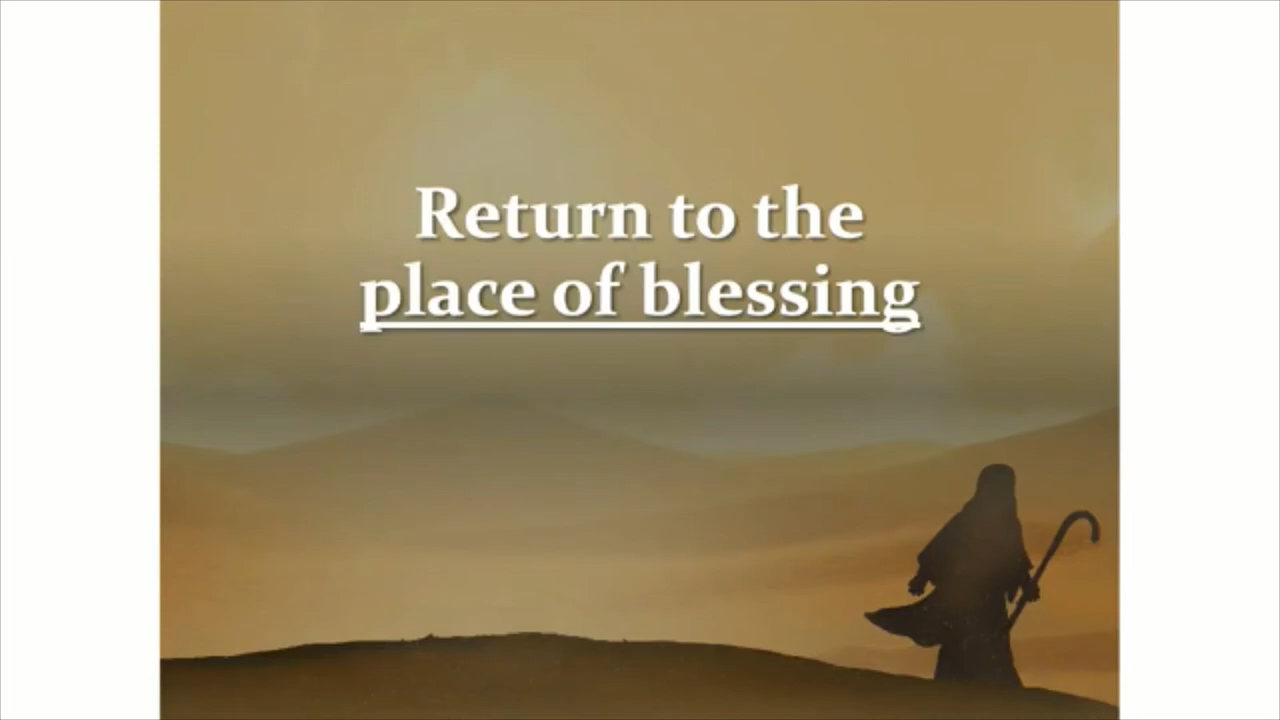 Return to the
place of blessing